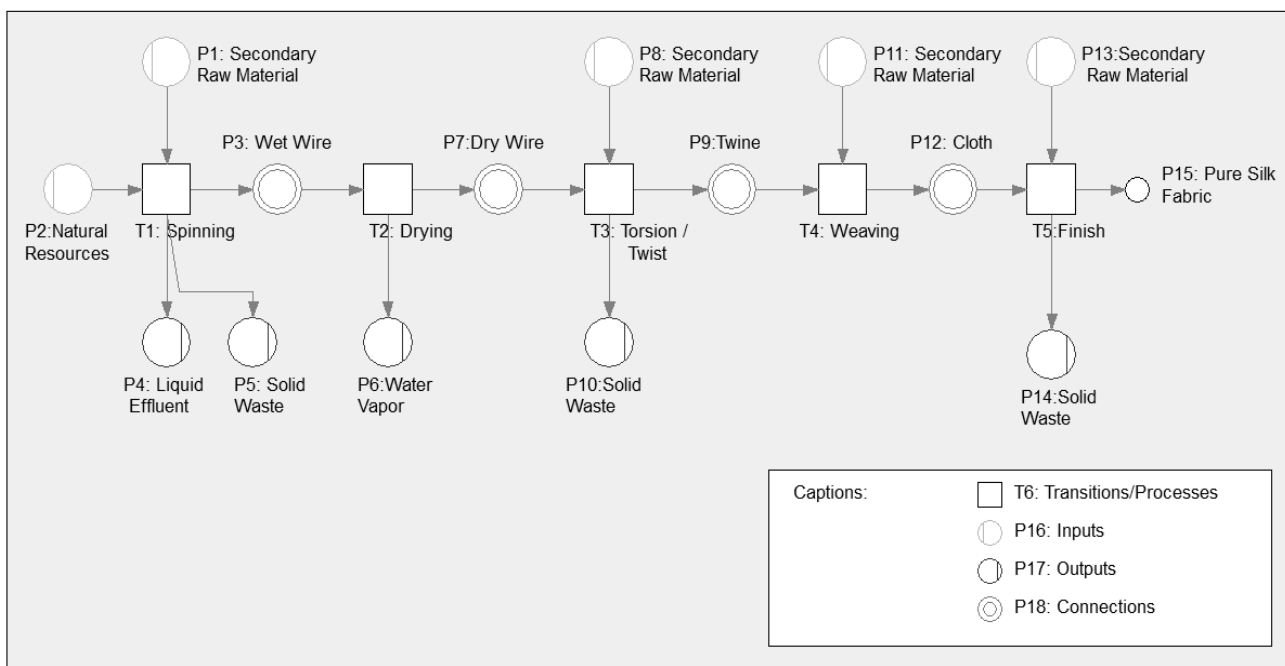 P1: Secondary
Raw Material
P8: Secondary
Raw Material
P11: Secondary
Raw Material
P13:Secondary
Raw Material
P3: Wet Wire
P7:Dry Wire
P9:Twine
P12: Cloth
P15: Pure Silk
Fabric
P2:Natural
Resources
T1: Spinning
T2: Drying
T3: Torsion /
Twist
T4: Weaving
T5:Finish
P4: Liquid
Effluent
P5: Solid
Waste
P6:Water
Vapor
P10:Solid
Waste
P14:Solid
Waste
Captions:
T6: Transitions/Processes
P16: Inputs
P17: Outputs
P18: Connections